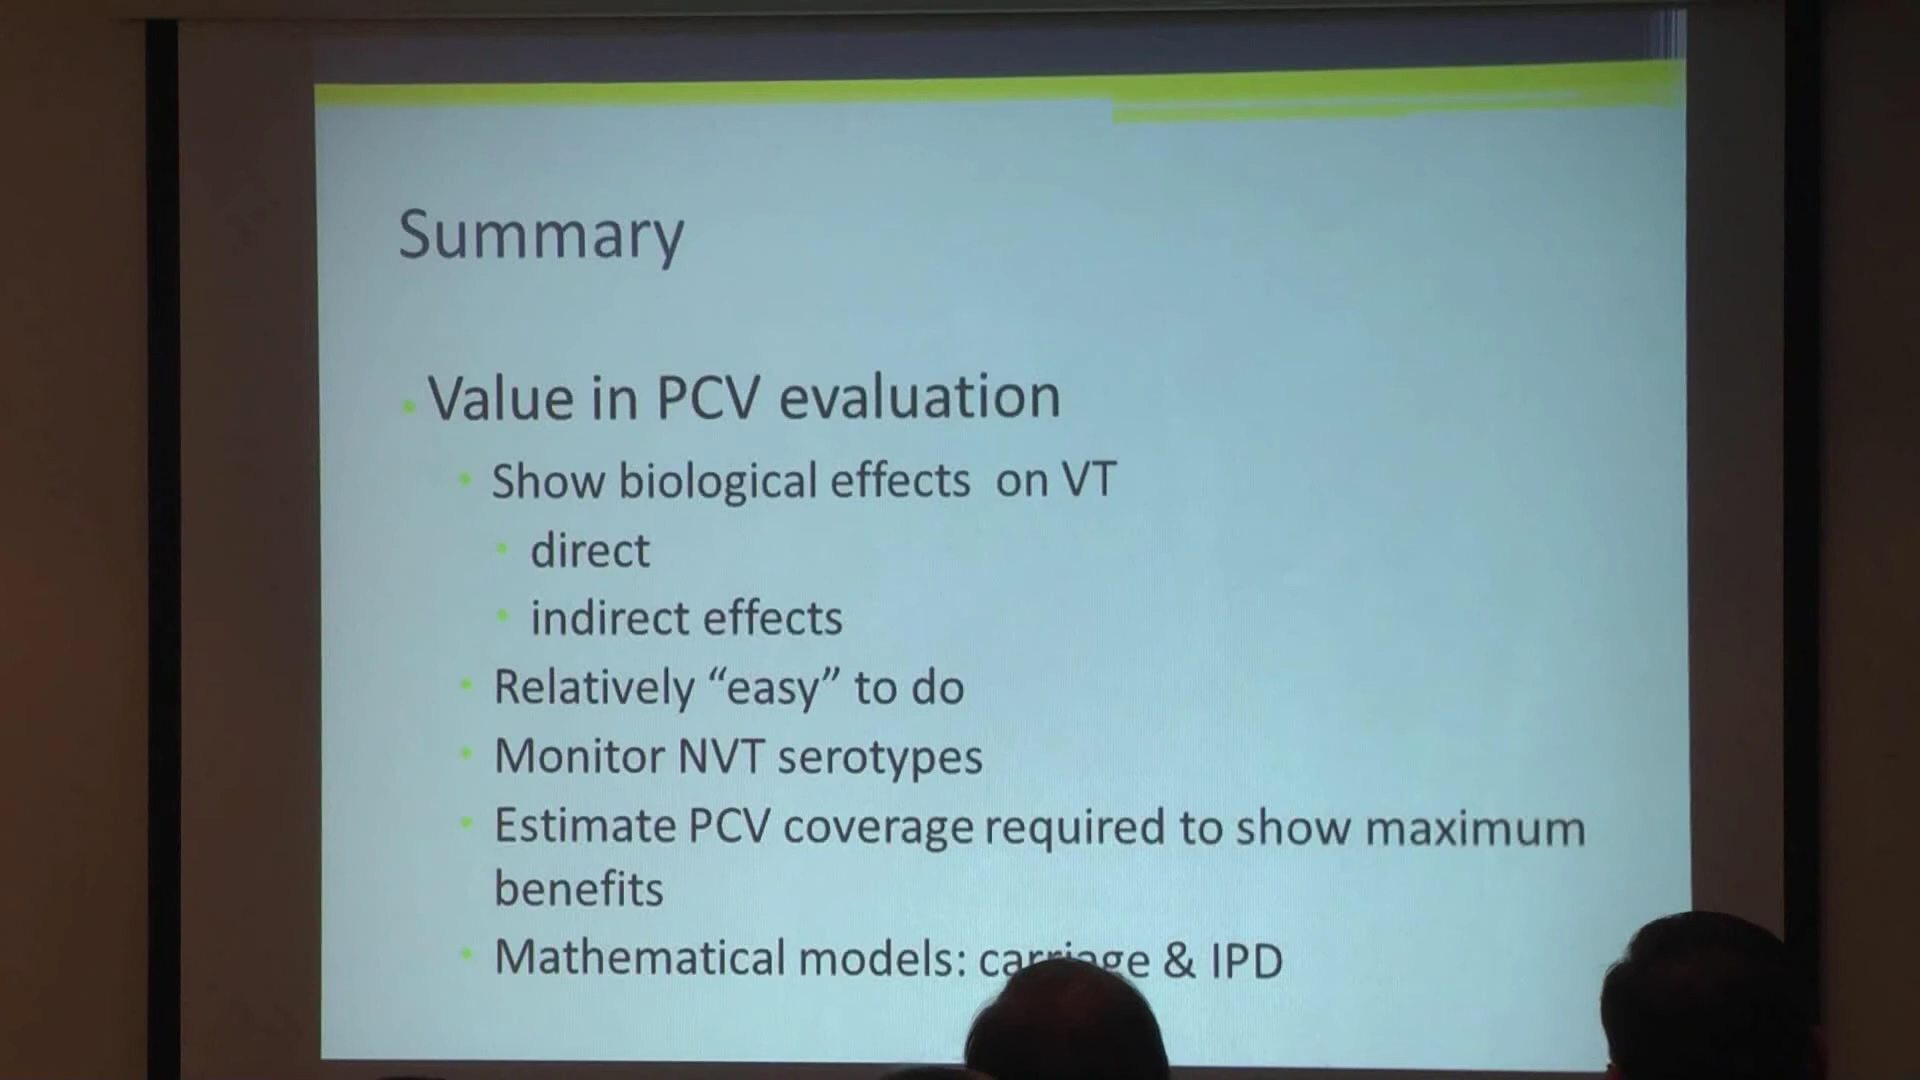 Summary
Value in PCV evaluation
Show biological effects on VT
direct
indirect effects
Relatively “easy” to do
Monitor NVT serotypes
Estimate PCV coverage required to show maximum
benefits
Mathematical models: carriage & IPD